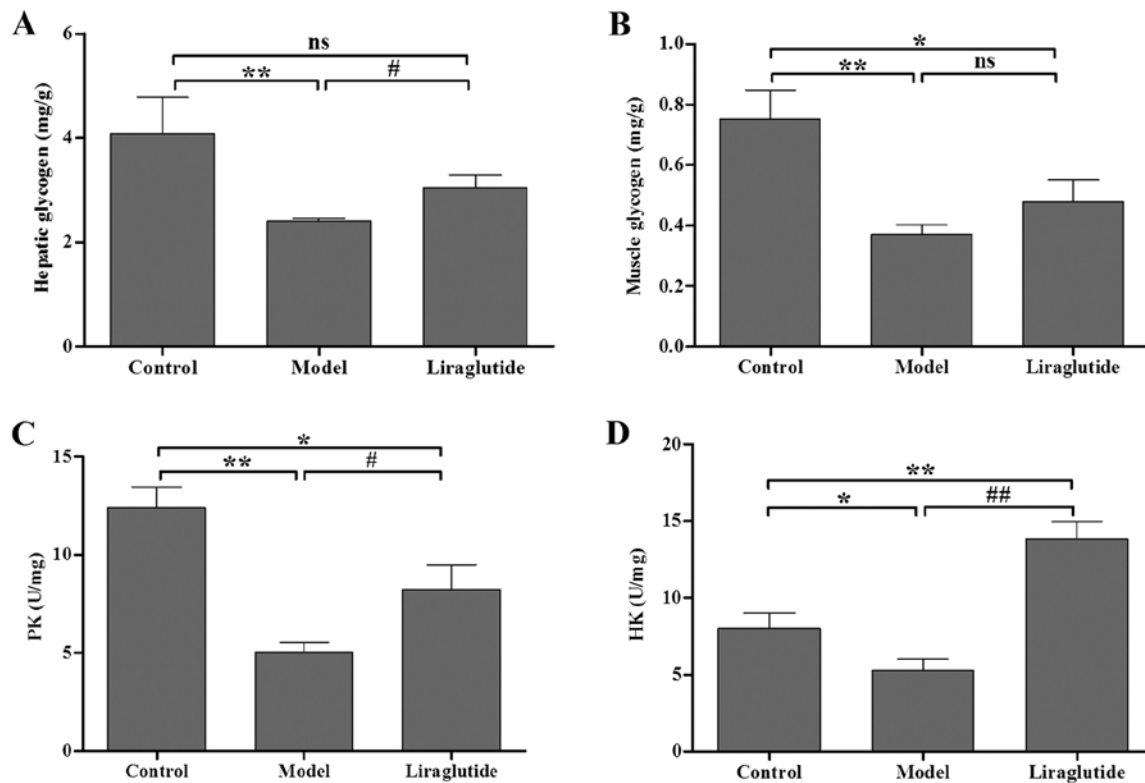 A
Hepatic glycogen (mg/g)
6
4
2
0
ns
** #
Control Model Liraglutide
B
Muscle glycogen (mg/g)
1.0
0.8
0.6
0.4
0.2
0.0
*
** ns
Control Model Liraglutide
C
PK (U/mg)
15
10
5
0
*
** #
Control Model Liraglutide
D
HK (U/mg)
20
15
10
5
0
**
* ##
Control Model Liraglutide